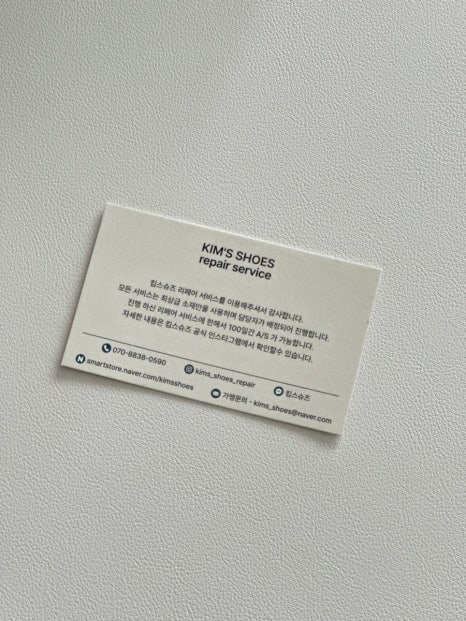 KIM'S SHOES
repair service
킴스슈즈 리페어 서비스를 이용해주셔서 감사합니다.
모든 서비스는 최상급 소재만을 사용하며 담당자가 배정되어 진행합니다.
진행 하신 리페어 서비스에 한해서 100일간 A/S 가 가능합니다.
자세한 내용은 킴스슈즈 공식 인스타그램에서 확인할수 있습니다.
070-8838-0590 kims_shoes_repair 킴스슈즈
N smartstore.naver.com/kimsshoes 가맹문의 - kims_shoes@naver.com